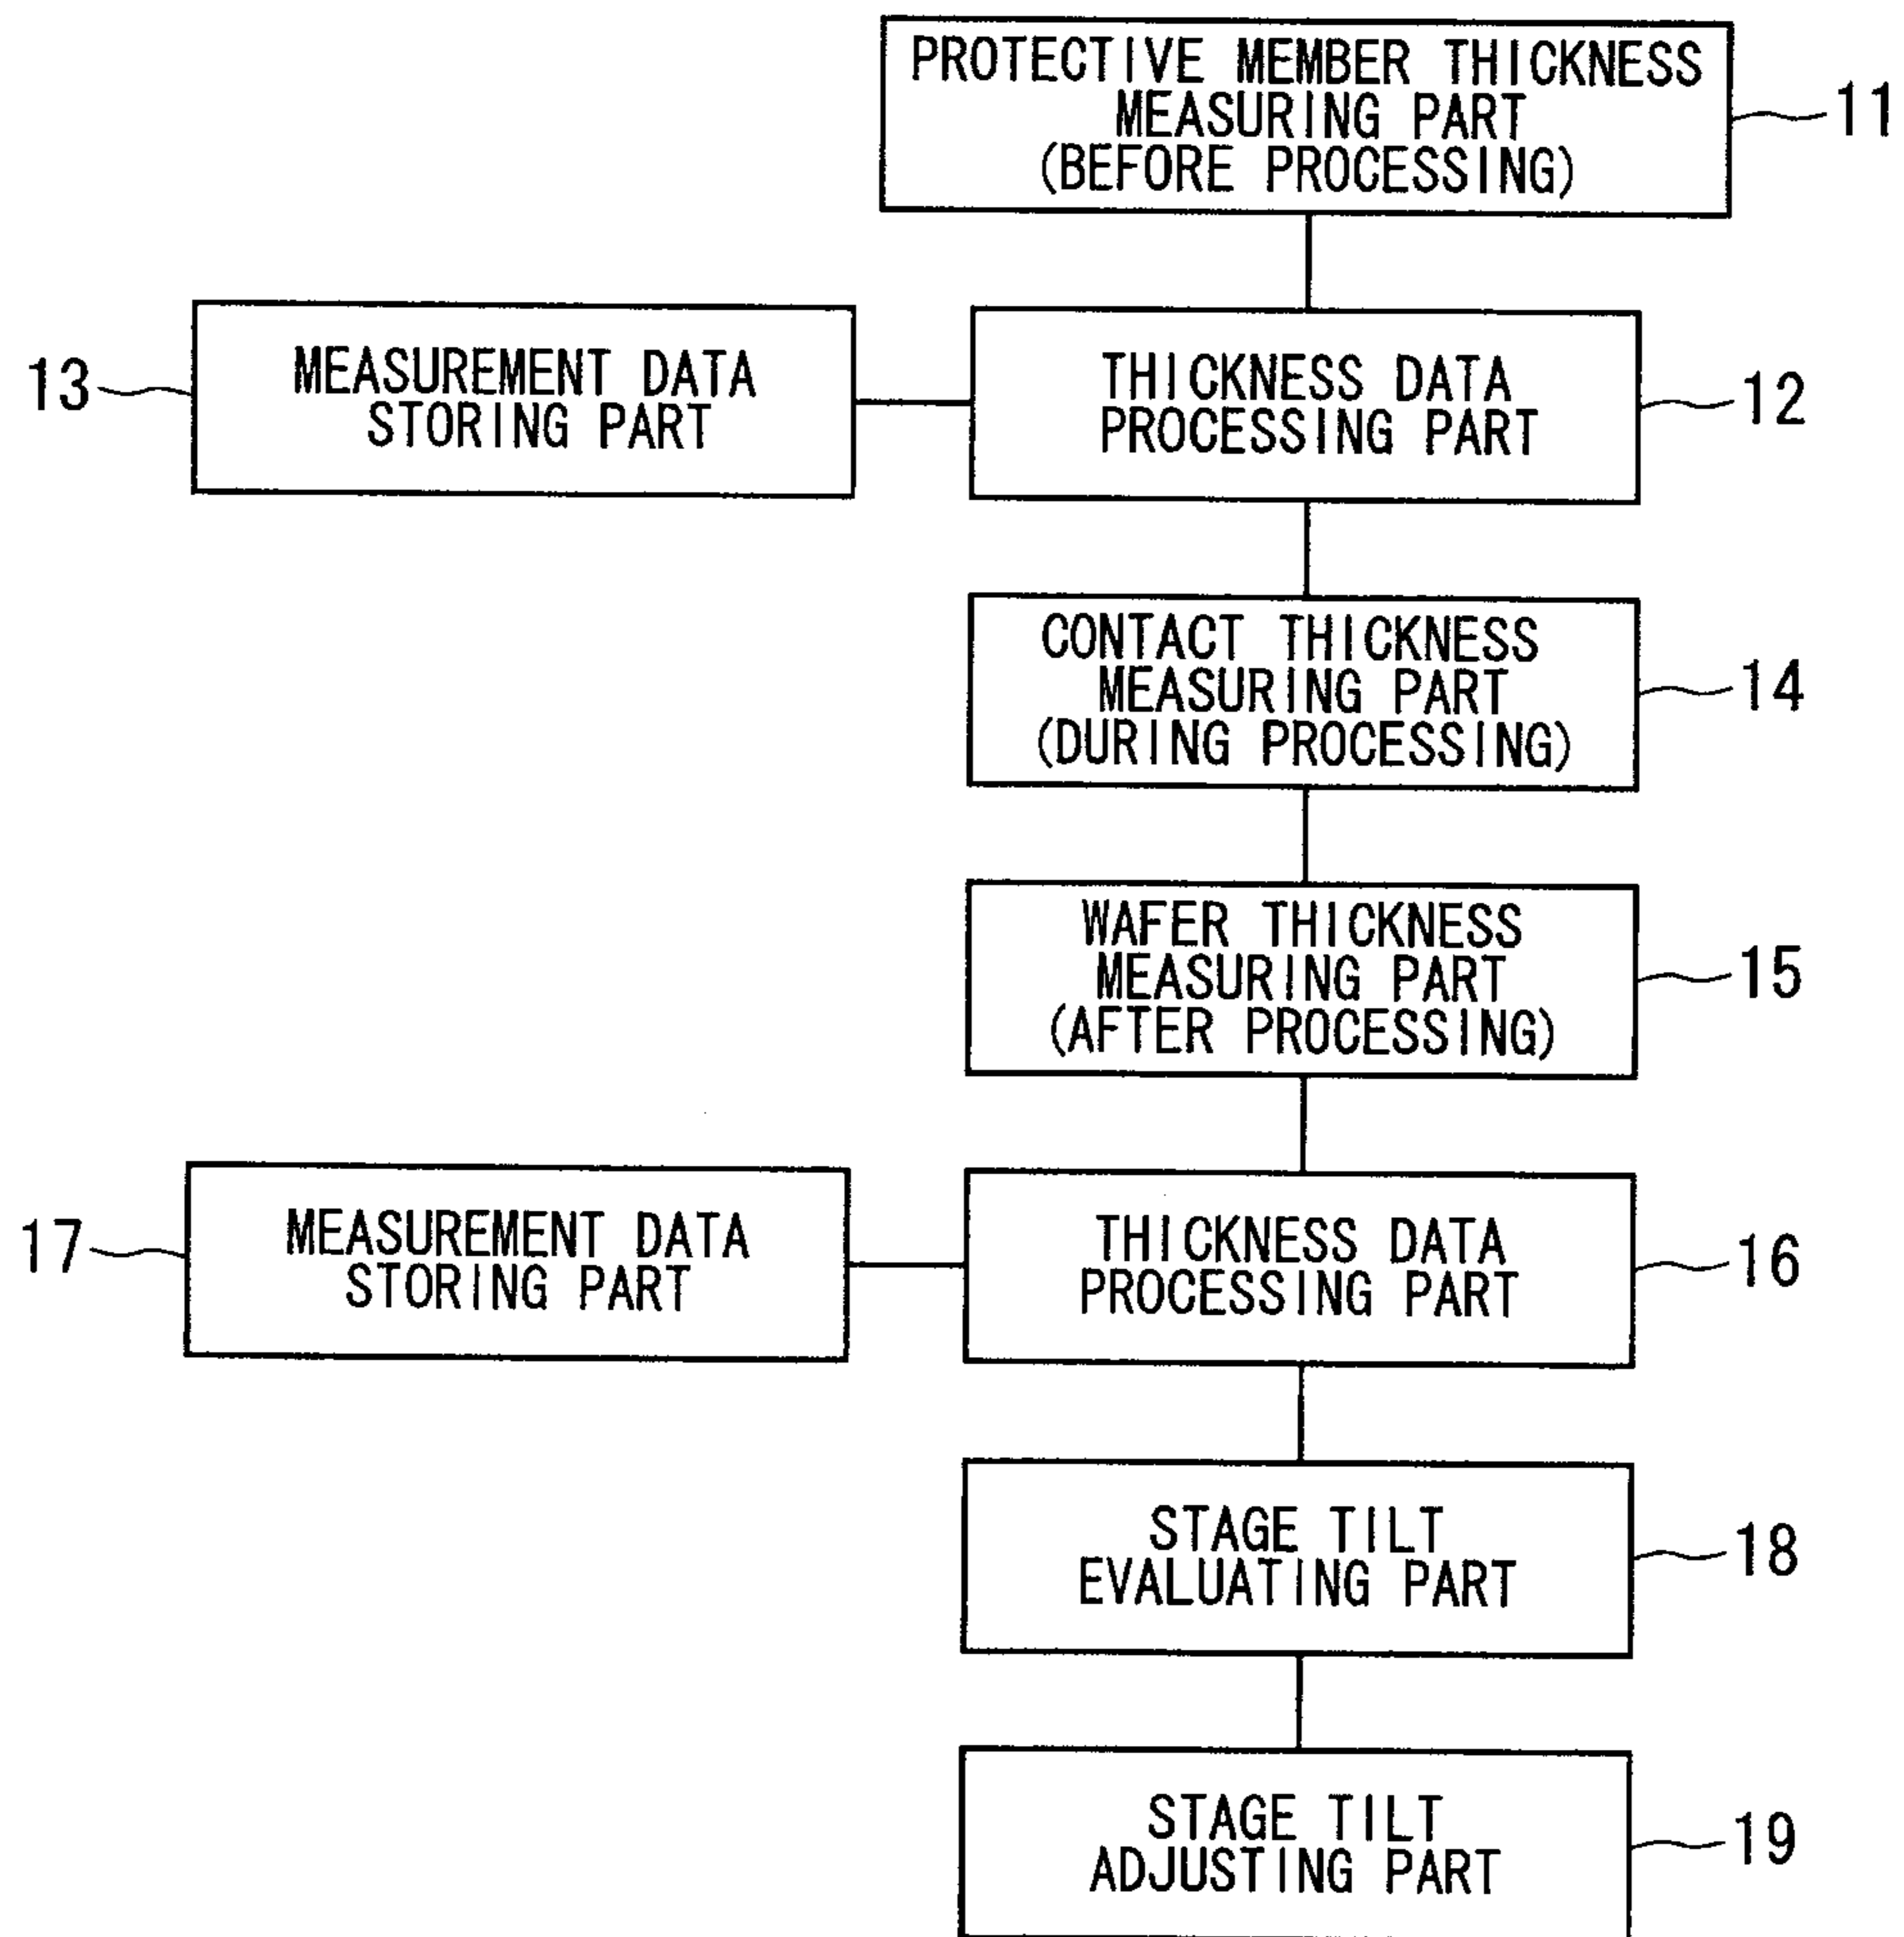 PROTECTIVE MEMBER THICKNESS
MEASURING PART
(BEFORE PROCESSING)
11
13
MEASUREMENT DATA
STORING PART
THICKNESS DATA
PROCESSING PART
12
CONTACT THICKNESS
MEASURING PART
(DURING PROCESSING)
14
WAFER THICKNESS
MEASURING PART
(AFTER PROCESSING)
15
17
MEASUREMENT DATA
STORING PART
THICKNESS DATA
PROCESSING PART
16
STAGE TILT
EVALUATING PART
18
STAGE TILT
ADJUSTING PART
19